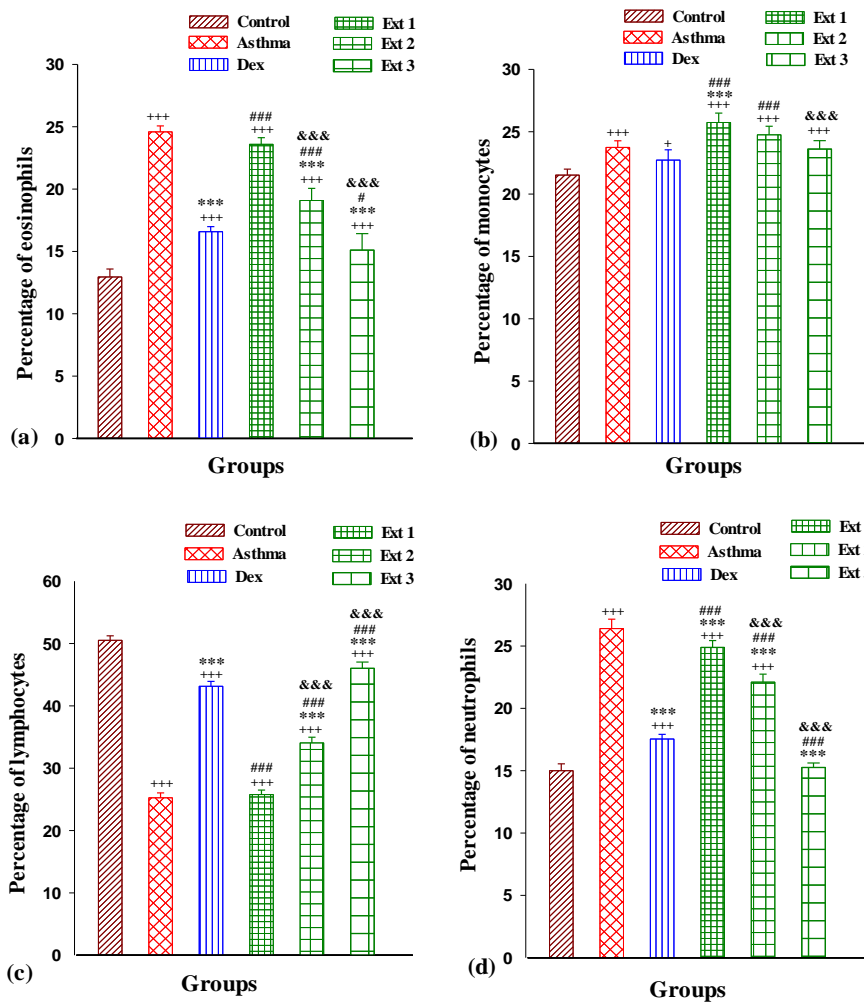 Control
Asthma
Dex
Ext 1
Ext 2
Ext 3
Percentage of eosinophils
30
25
20
15
10
5
0
+++
***
+++
###
+++
&&&
###
***
+++
&&&
#
***
+++
(a)
Groups
Control
Asthma
Dex
Ext 1
Ext 2
Ext 3
Percentage of monocytes
30
25
20
15
10
5
0
+++
+
###
***
+++
###
+++
&&&
+++
(b)
Groups
Control
Asthma
Dex
Ext 1
Ext 2
Ext 3
Percentage of lymphocytes
60
50
40
30
20
10
0
+++
***
+++
###
+++
&&&
###
***
+++
&&&
###
***
+++
(c)
Groups
Control
Asthma
Dex
Ext
Ext
Ext
Percentage of neutrophils
30
25
20
15
10
5
0
+++
***
+++
###
***
+++
&&&
###
***
+++
&&&
###
***
(d)
Groups